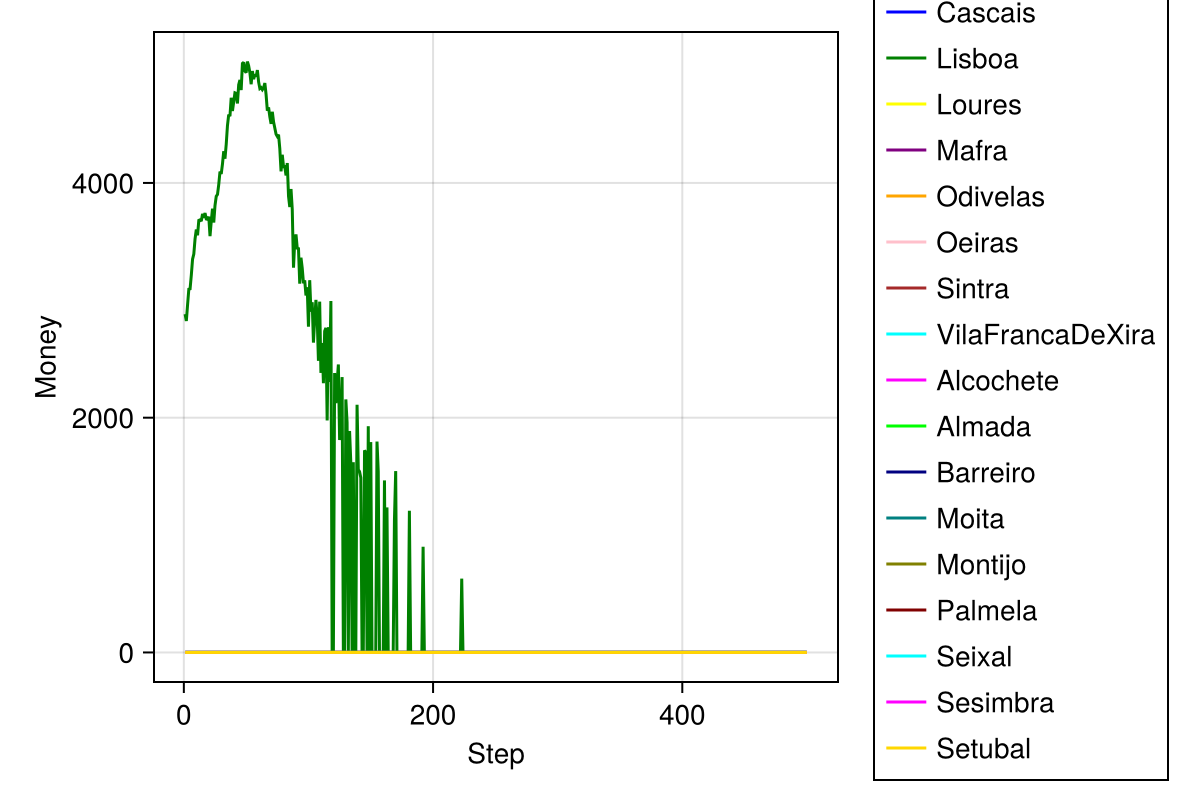 Cascais
Lisboa
Loures
Mafra
Odivelas
Oeiras
Sintra
VilaFrancaDeXira
Alcochete
Almada
Barreiro
Moita
Montijo
Palmela
Seixal
Sesimbra
Setubal
Money
4000
2000
0
0
200
400
Step